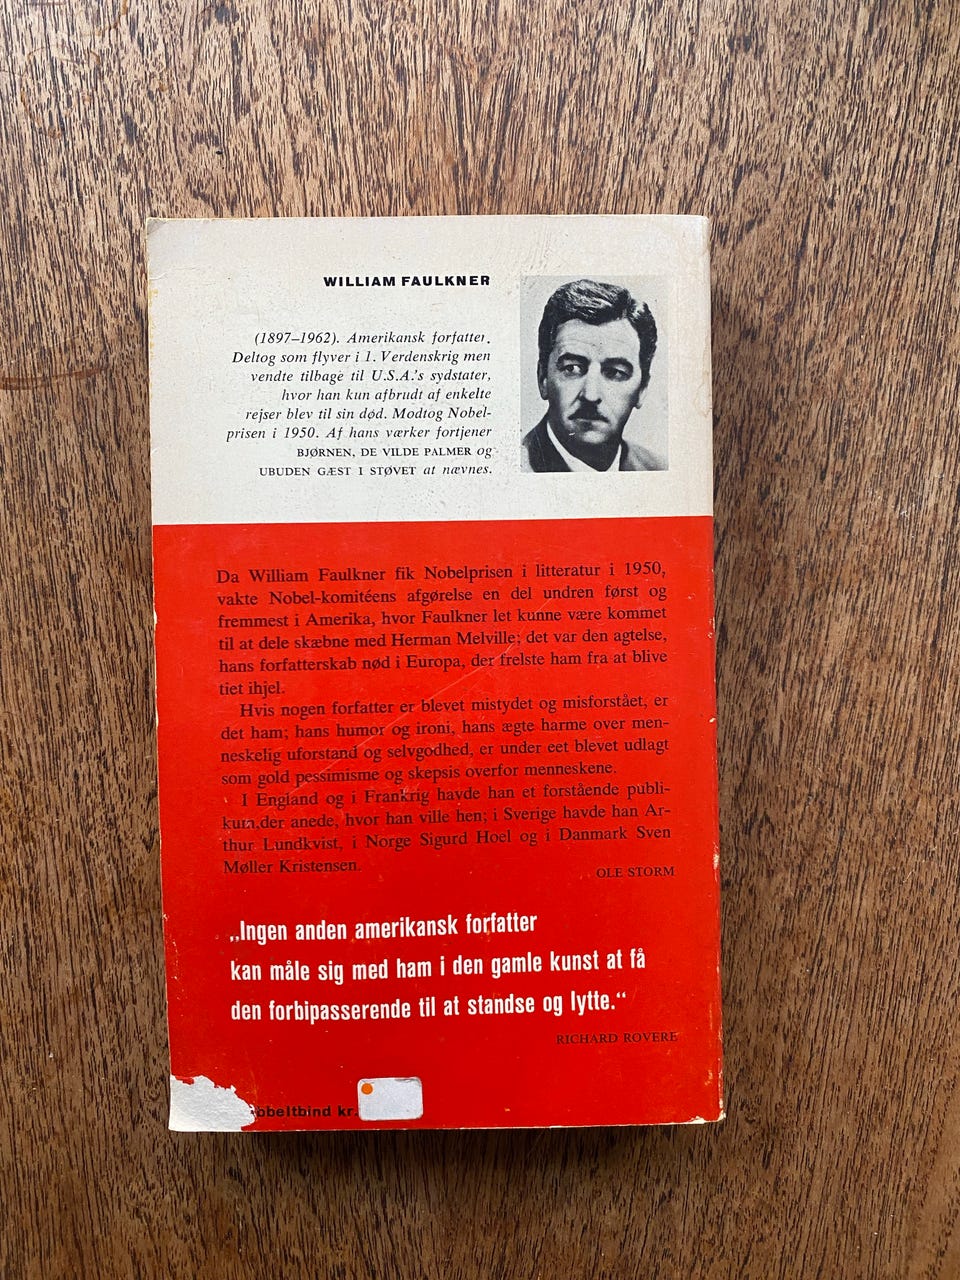 WILLIAM FAULKNER
(1897–1962). Amerikansk forfatter.
Deltog som flyver i 1. Verdenskrig men
vendte tilbage til U.S.A.'s sydstater,
hvor han kun afbrudt af enkelte
rejser blev til sin død. Modtog Nobel-
prisen i 1950. Af hans værker fortjener
BJØRNEN, DE VILDE PALMER og
UBUDEN GÆST I STØVET at nævnes.
Da William Faulkner fik Nobelprisen i litteratur i 1950,
vakte Nobel-komitéens afgørelse en del undren først og
fremmest i Amerika, hvor Faulkner let kunne være kommet
til at dele skæbne med Herman Melville; det var den agtelse,
hans forfatterskab nød i Europa, der frelste ham fra at blive
tiet ihjel.
Hvis nogen forfatter er blevet mistydet og misforstået, er
det ham; hans humor og ironi, hans ægte harme over men-
neskelig uforstand og selvgodhed, er under eet blevet udlagt
som gold pessimisme og skepsis overfor menneskene.
I England og i Frankrig havde han et forstående publi-
kum,der anede, hvor han ville hen; i Sverige havde han Ar-
thur Lundkvist, i Norge Sigurd Hoel og i Danmark Sven
Møller Kristensen.
OLE STORM
„Ingen anden amerikansk forfatter
kan måle sig med ham i den gamle kunst at få
den forbipasserende til at standse og lytte.“
RICHARD ROVERE
obbeltbind kr.